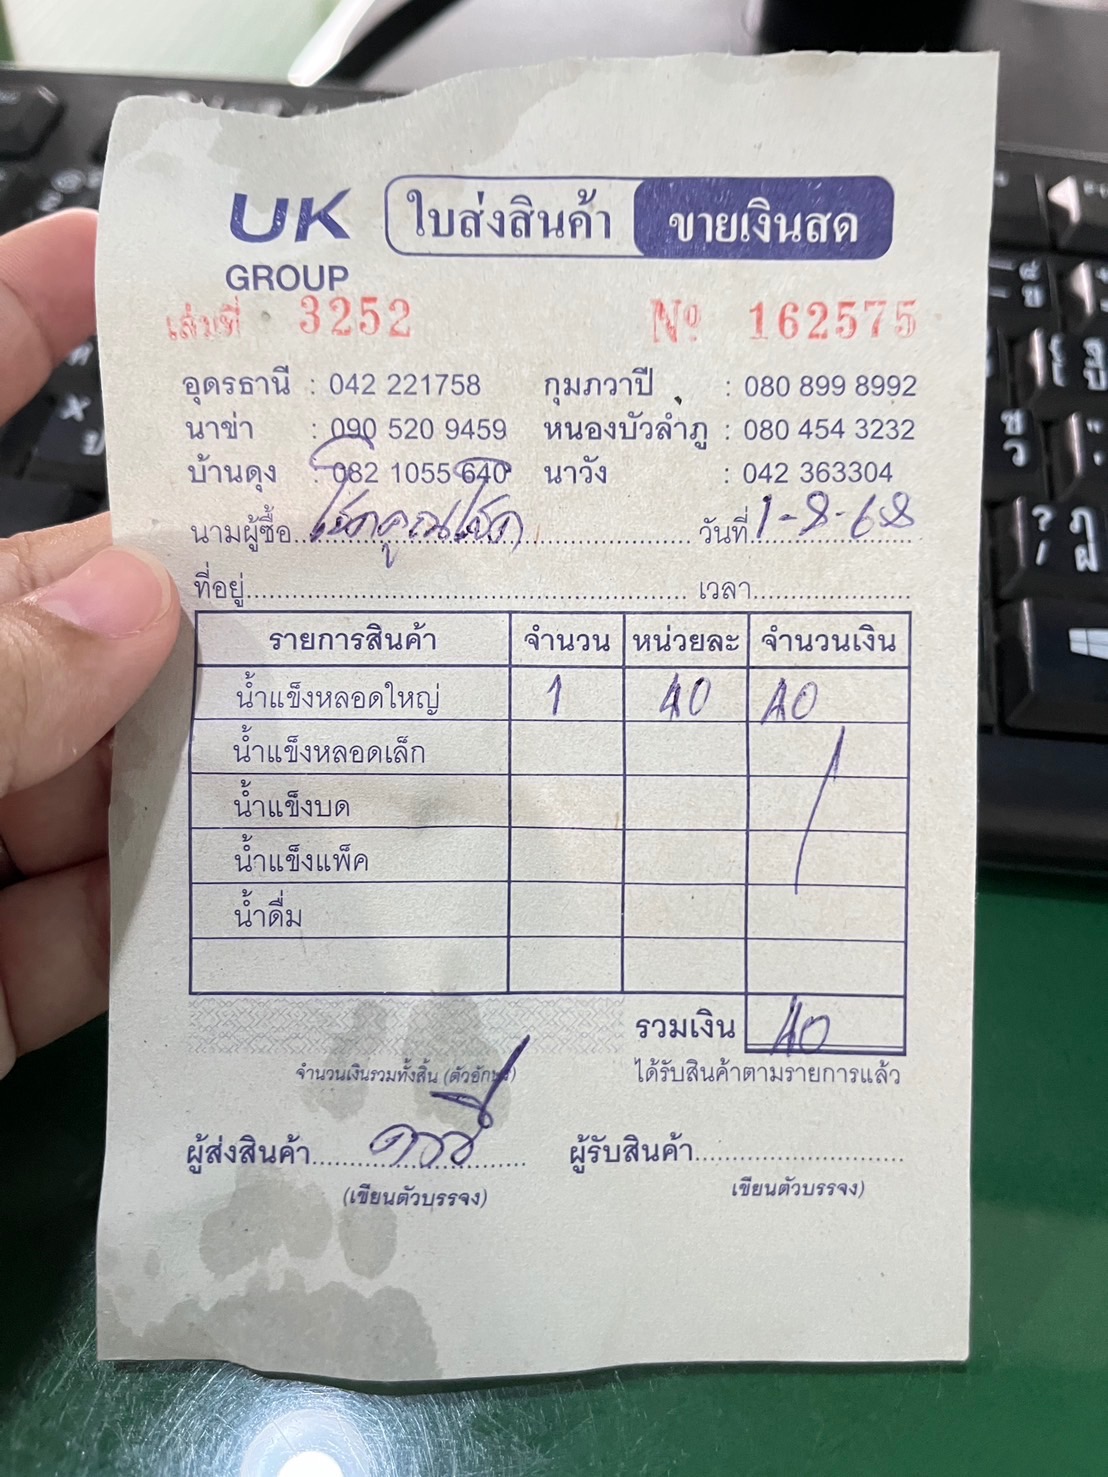 UK GROUP
ใบส่งสินค้า ขายเงินสด
เล่มที่ 3252 Nº 162575
อุดรธานี : 042 221758 กุมภวาปี : 080 899 8992
นาข่า : 090 520 9459 หนองบัวลำภู : 080 454 3232
บ้านดุง : 082 1055 640 นาวัง : 042 363304
นามผู้ซื้อ โชคคูณโชค วันที่ 1-8-68
ที่อยู่ เวลา
รายการสินค้า จำนวน หน่วยละ จำนวนเงิน
น้ำแข็งหลอดใหญ่ 1 40 40
น้ำแข็งหลอดเล็ก
น้ำแข็งบด
น้ำแข็งแพ็ค
น้ำดื่ม
รวมเงิน 40
จำนวนเงินรวมทั้งสิ้น (ตัวอักษร) ได้รับสินค้าตามรายการแล้ว
ผู้ส่งสินค้า ผู้รับสินค้า
(เขียนตัวบรรจง) เขียนตัวบรรจง)